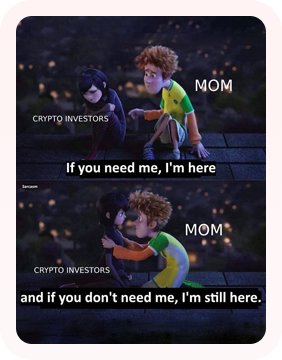 MOM
CRYPTO INVESTORS
If you need me, I'm here
Sarcasm
MOM
CRYPTO INVESTORS
and if you don't need me, I'm still here.